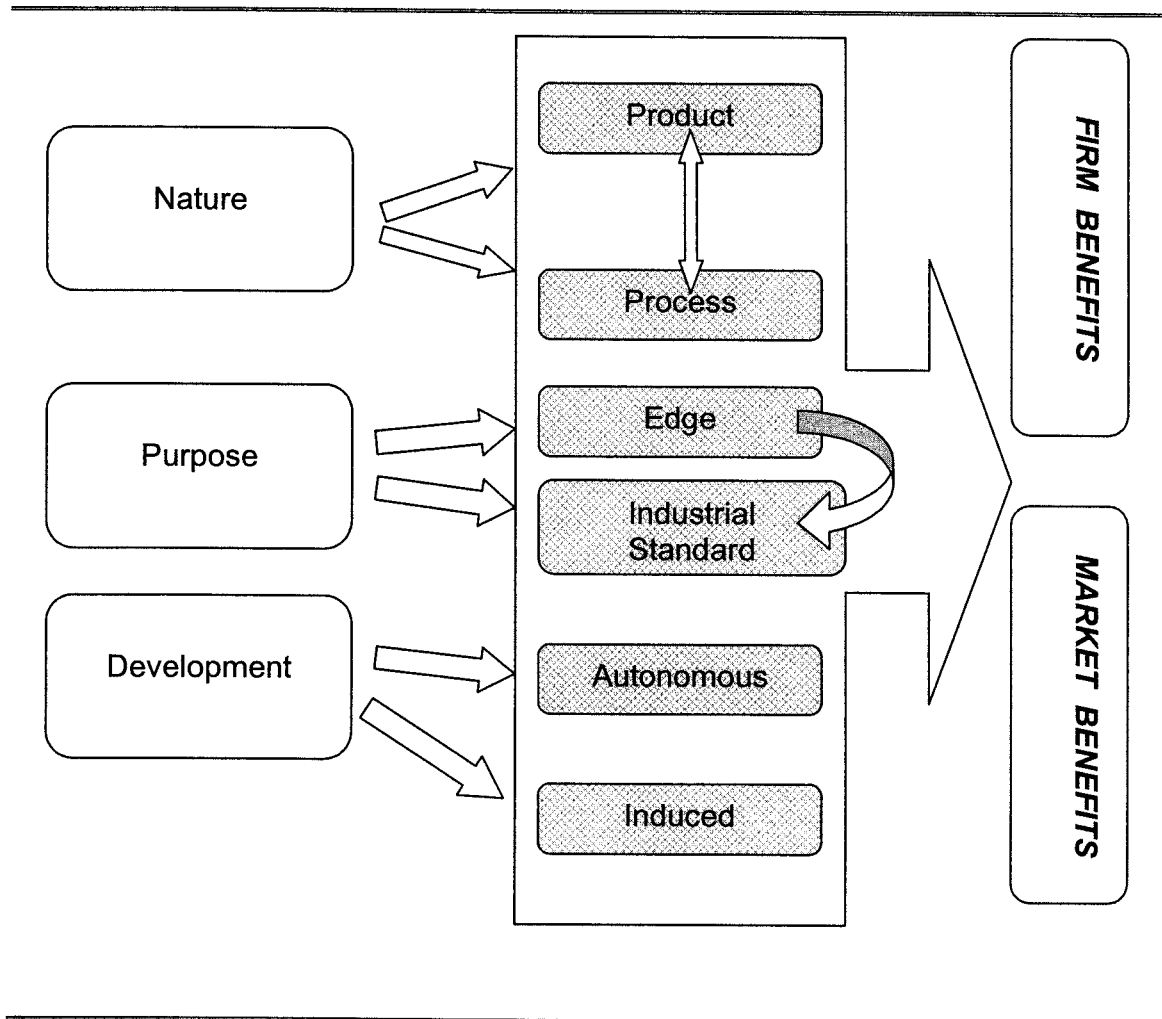 Nature
Purpose
Development
Product
Process
Edge
Industrial
Standard
Autonomous
Induced
FIRM BENEFITS
MARKET BENEFITS